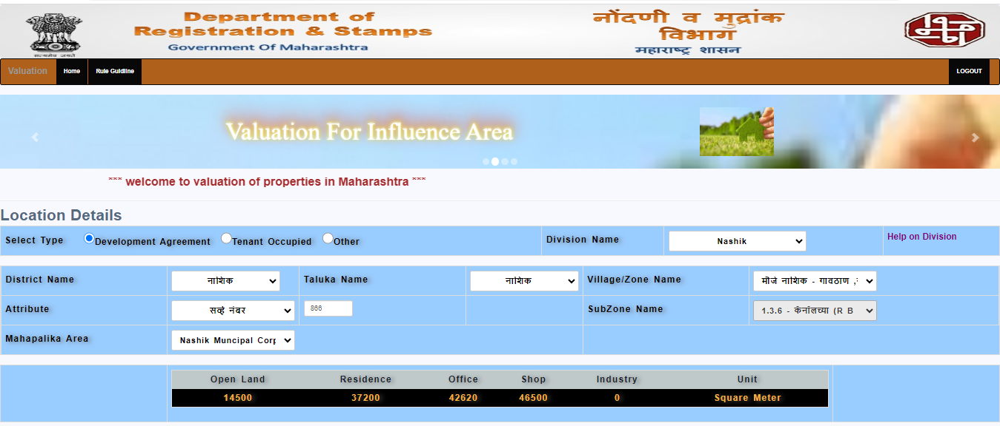 Department of
Registration & Stamps
Government Of Maharashtra
नोंदणी व मुद्रांक
विभाग
महाराष्ट्र शासन
सत्यमेव जयते
Valuation Home Rule Guidline LOGOUT
Valuation For Influence Area
*** welcome to valuation of properties in Maharashtra ***
Location Details
Select Type Development Agreement Tenant Occupied Other Division Name Nashik Help on Division
District Name नाशिक Taluka Name नाशिक Village/Zone Name मौजे नाशिक - गावठाण ,
Attribute सर्व्हे नंबर 866 SubZone Name 1.3.6 - कॅनॉलच्या (R B
Mahapalika Area Nashik Muncipal Corp
Open Land Residence Office Shop Industry Unit
14500 37200 42620 46500 0 Square Meter